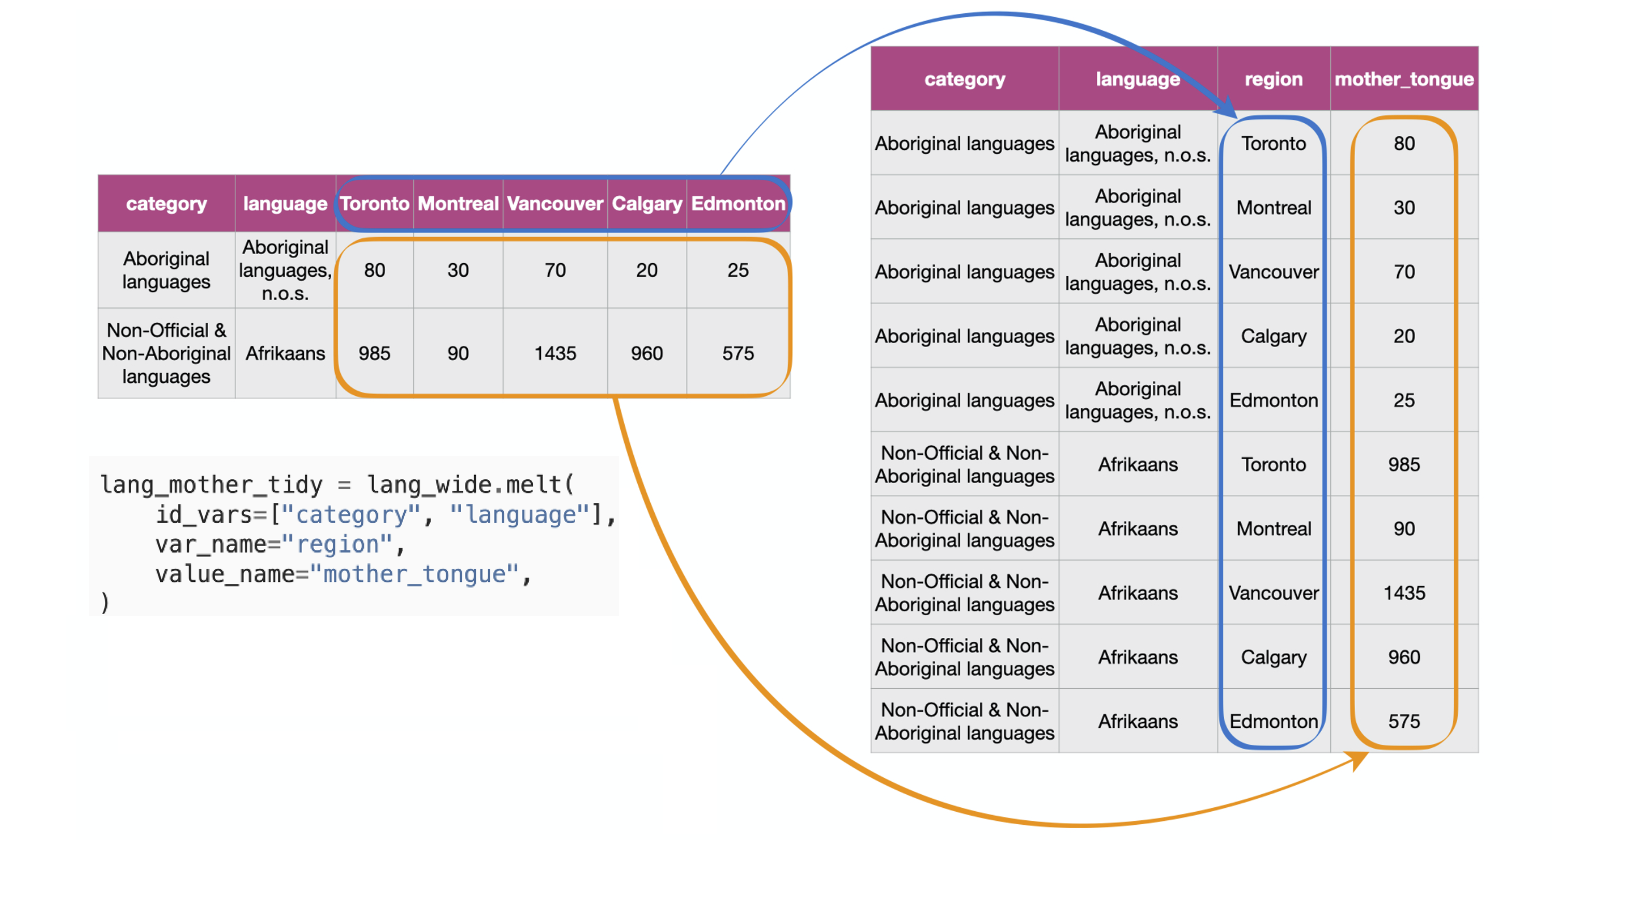 category language Toronto Montreal Vancouver Calgary Edmonton
Aboriginal
languages
Aboriginal
languages,
n.o.s.
80 30 70 20 25
Non-Official &
Non-Aboriginal
languages
Afrikaans 985 90 1435 960 575
lang_mother_tidy = lang_wide.melt(
    id_vars=["category", "language"],
    var_name="region",
    value_name="mother_tongue",
)
category language region mother_tongue
Aboriginal languages
Aboriginal
languages, n.o.s.
Toronto 80
Aboriginal languages
Aboriginal
languages, n.o.s.
Montreal 30
Aboriginal languages
Aboriginal
languages, n.o.s.
Vancouver 70
Aboriginal languages
Aboriginal
languages, n.o.s.
Calgary 20
Aboriginal languages
Aboriginal
languages, n.o.s.
Edmonton 25
Non-Official & Non-
Aboriginal languages
Afrikaans Toronto 985
Non-Official & Non-
Aboriginal languages
Afrikaans Montreal 90
Non-Official & Non-
Aboriginal languages
Afrikaans Vancouver 1435
Non-Official & Non-
Aboriginal languages
Afrikaans Calgary 960
Non-Official & Non-
Aboriginal languages
Afrikaans Edmonton 575